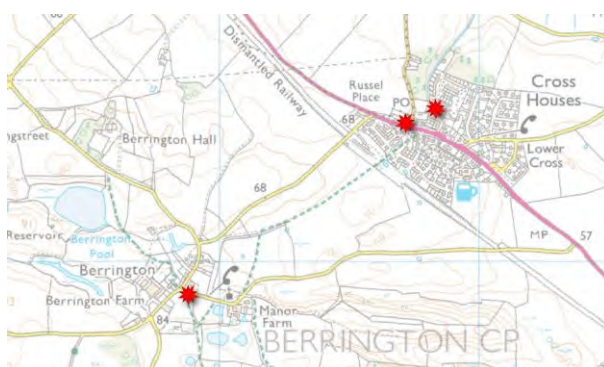 Dismantled Railway
Russel
Place
PO
Cross
Houses
68
Lower
Cross
Berrington Hall
ngstreet
68
MP
57
Reservoir
Berrington
Pool
Berrington
Berrington Farm
84
Manor
Farm
BERRINGTON CP